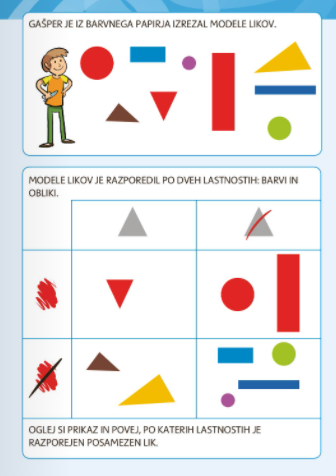 GAŠPER JE IZ BARVNEGA PAPIRJA IZREZAL MODELE LIKOV.
MODELE LIKOV JE RAZPOREDIL PO DVEH LASTNOSTIH: BARVI IN
OBLIKI.
OGLEJ SI PRIKAZ IN POVEJ, PO KATERIH LASTNOSTIH JE
RAZPOREJEN POSAMEZEN LIK.